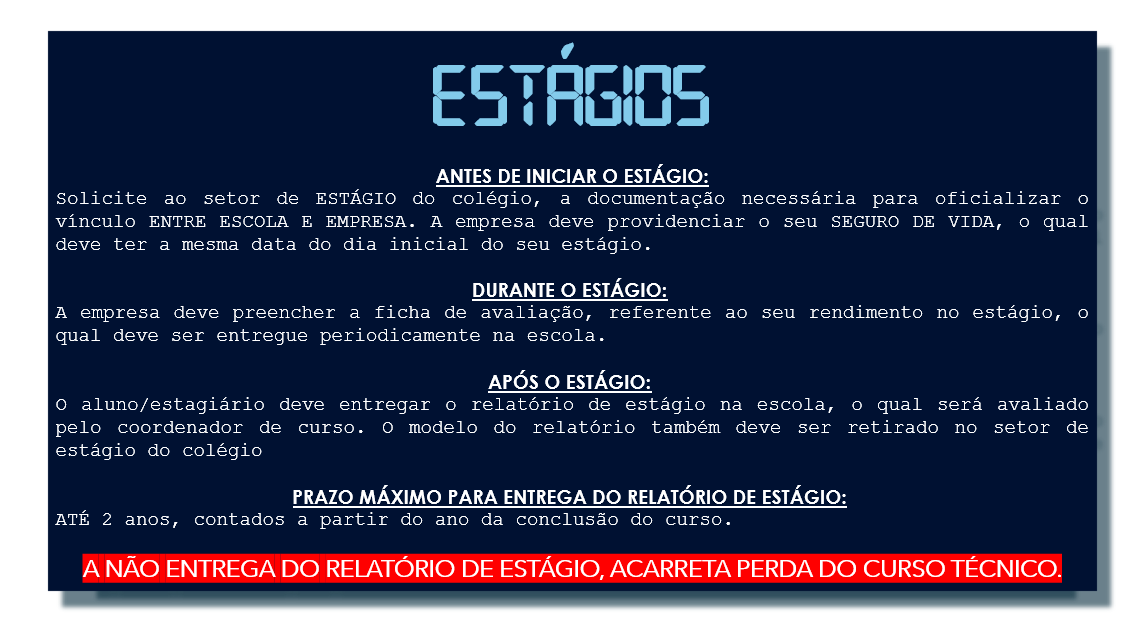 ESTÁGIOS
ANTES DE INICIAR O ESTÁGIO:
Solicite ao setor de ESTÁGIO do colégio, a documentação necessária para oficializar o
vínculo ENTRE ESCOLA E EMPRESA. A empresa deve providenciar o seu SEGURO DE VIDA, o qual
deve ter a mesma data do dia inicial do seu estágio.
DURANTE O ESTÁGIO:
A empresa deve preencher a ficha de avaliação, referente ao seu rendimento no estágio, o
qual deve ser entregue periodicamente na escola.
APÓS O ESTÁGIO:
O aluno/estagiário deve entregar o relatório de estágio na escola, o qual será avaliado
pelo coordenador de curso. O modelo do relatório também deve ser retirado no setor de
estágio do colégio
PRAZO MÁXIMO PARA ENTREGA DO RELATÓRIO DE ESTÁGIO:
ATÉ 2 anos, contados a partir do ano da conclusão do curso.
A NÃO ENTREGA DO RELATÓRIO DE ESTÁGIO, ACARRETA PERDA DO CURSO TÉCNICO.